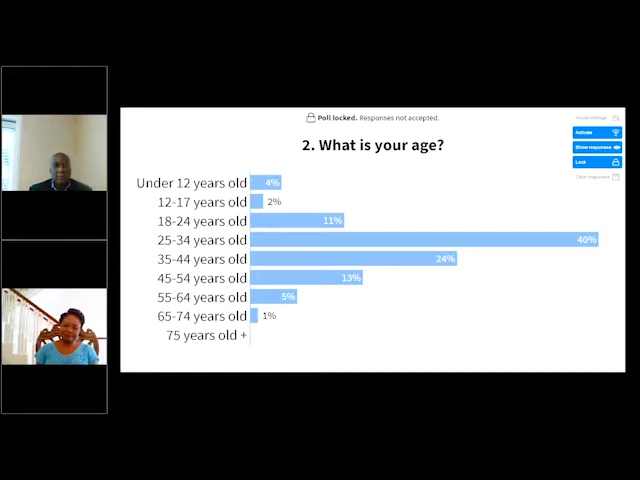 Poll locked. Responses not accepted.
2. What is your age?
Activate
Show responses
Lock
Clear responses
Under 12 years old 4%
12-17 years old 2%
18-24 years old 11%
25-34 years old 40%
35-44 years old 24%
45-54 years old 13%
55-64 years old 5%
65-74 years old 1%
75 years old +